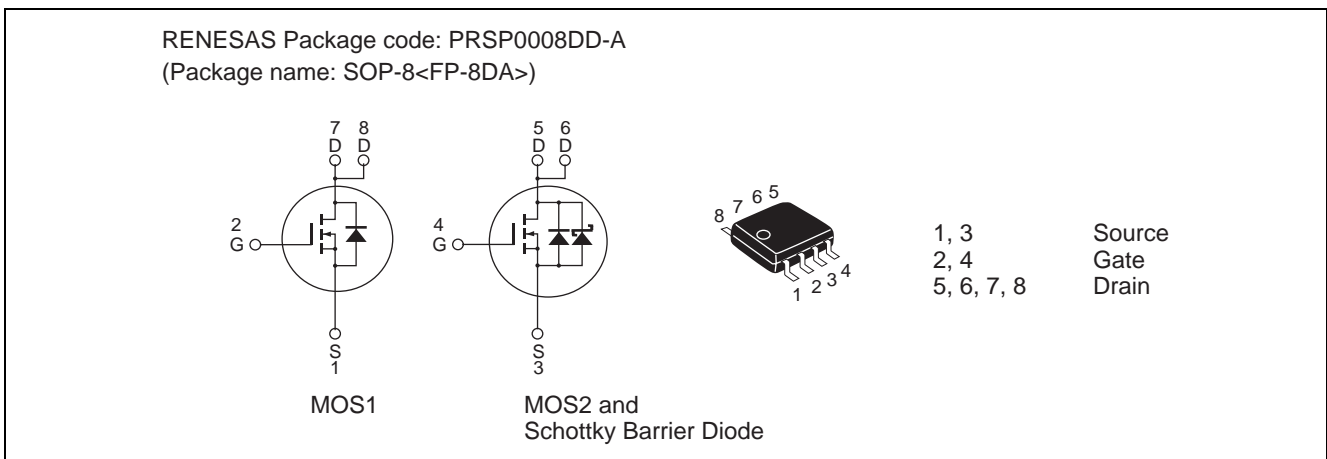 RENESAS Package code: PRSP0008DD-A
(Package name: SOP-8<FP-8DA>)
7 8
D D
2
G
S
1
MOS1
5 6
D D
4
G
S
3
MOS2 and
Schottky Barrier Diode
8 7 6 5
1 2 3 4
1, 3 Source
2, 4 Gate
5, 6, 7, 8 Drain